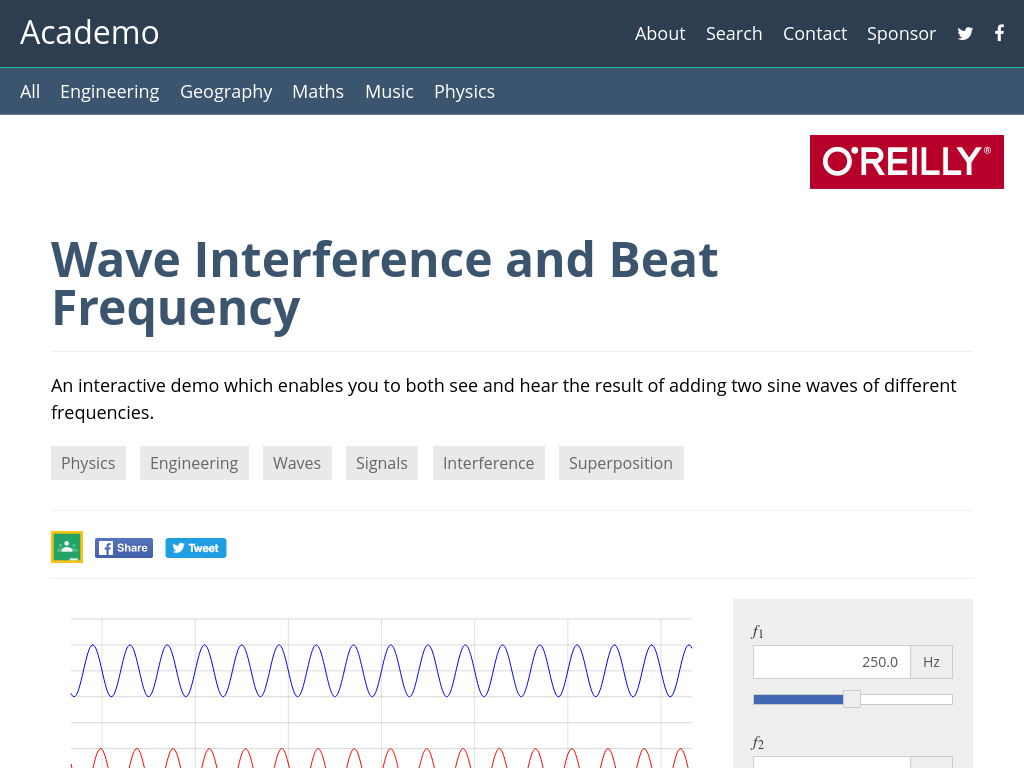 Academo
About Search Contact Sponsor
All Engineering Geography Maths Music Physics
O'REILLY®
Wave Interference and Beat
Frequency
An interactive demo which enables you to both see and hear the result of adding two sine waves of different
frequencies.
Physics Engineering Waves Signals Interference Superposition
Share Tweet
f1
250.0 Hz
f2